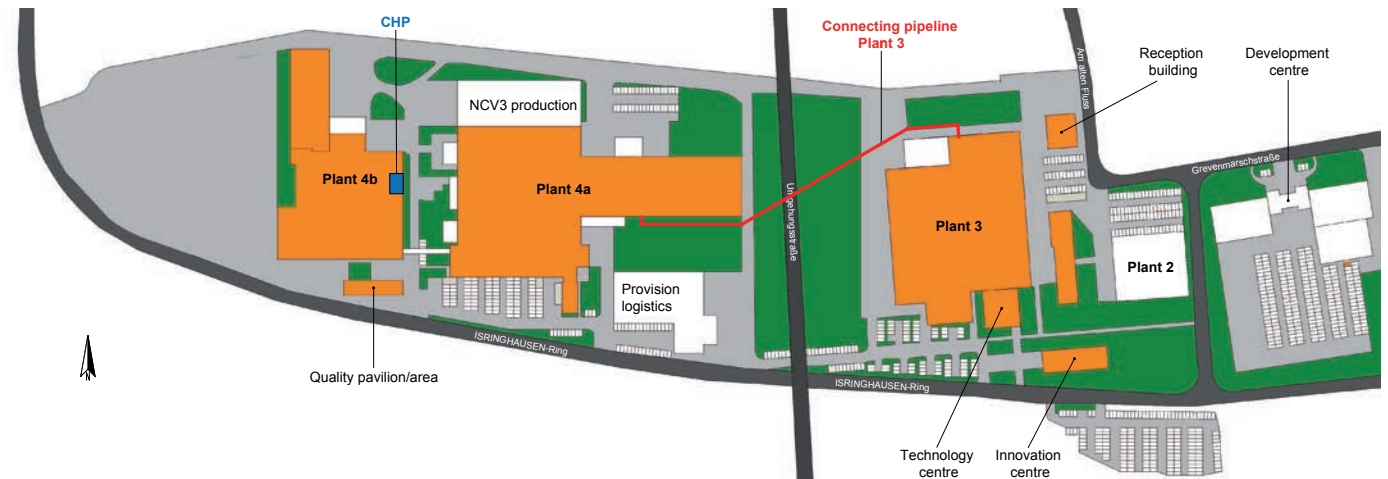 CHP
Connecting pipeline
Plant 3
Am alten Fluss
Reception
building
Development
centre
NCV3 production
Grevenmarschstraße
Plant 4b
Plant 4a
Umgehungsstraße
Plant 3
Plant 2
Provision
logistics
ISRINGHAUSEN-Ring
Quality pavilion/area
ISRINGHAUSEN-Ring
Technology
centre
Innovation
centre